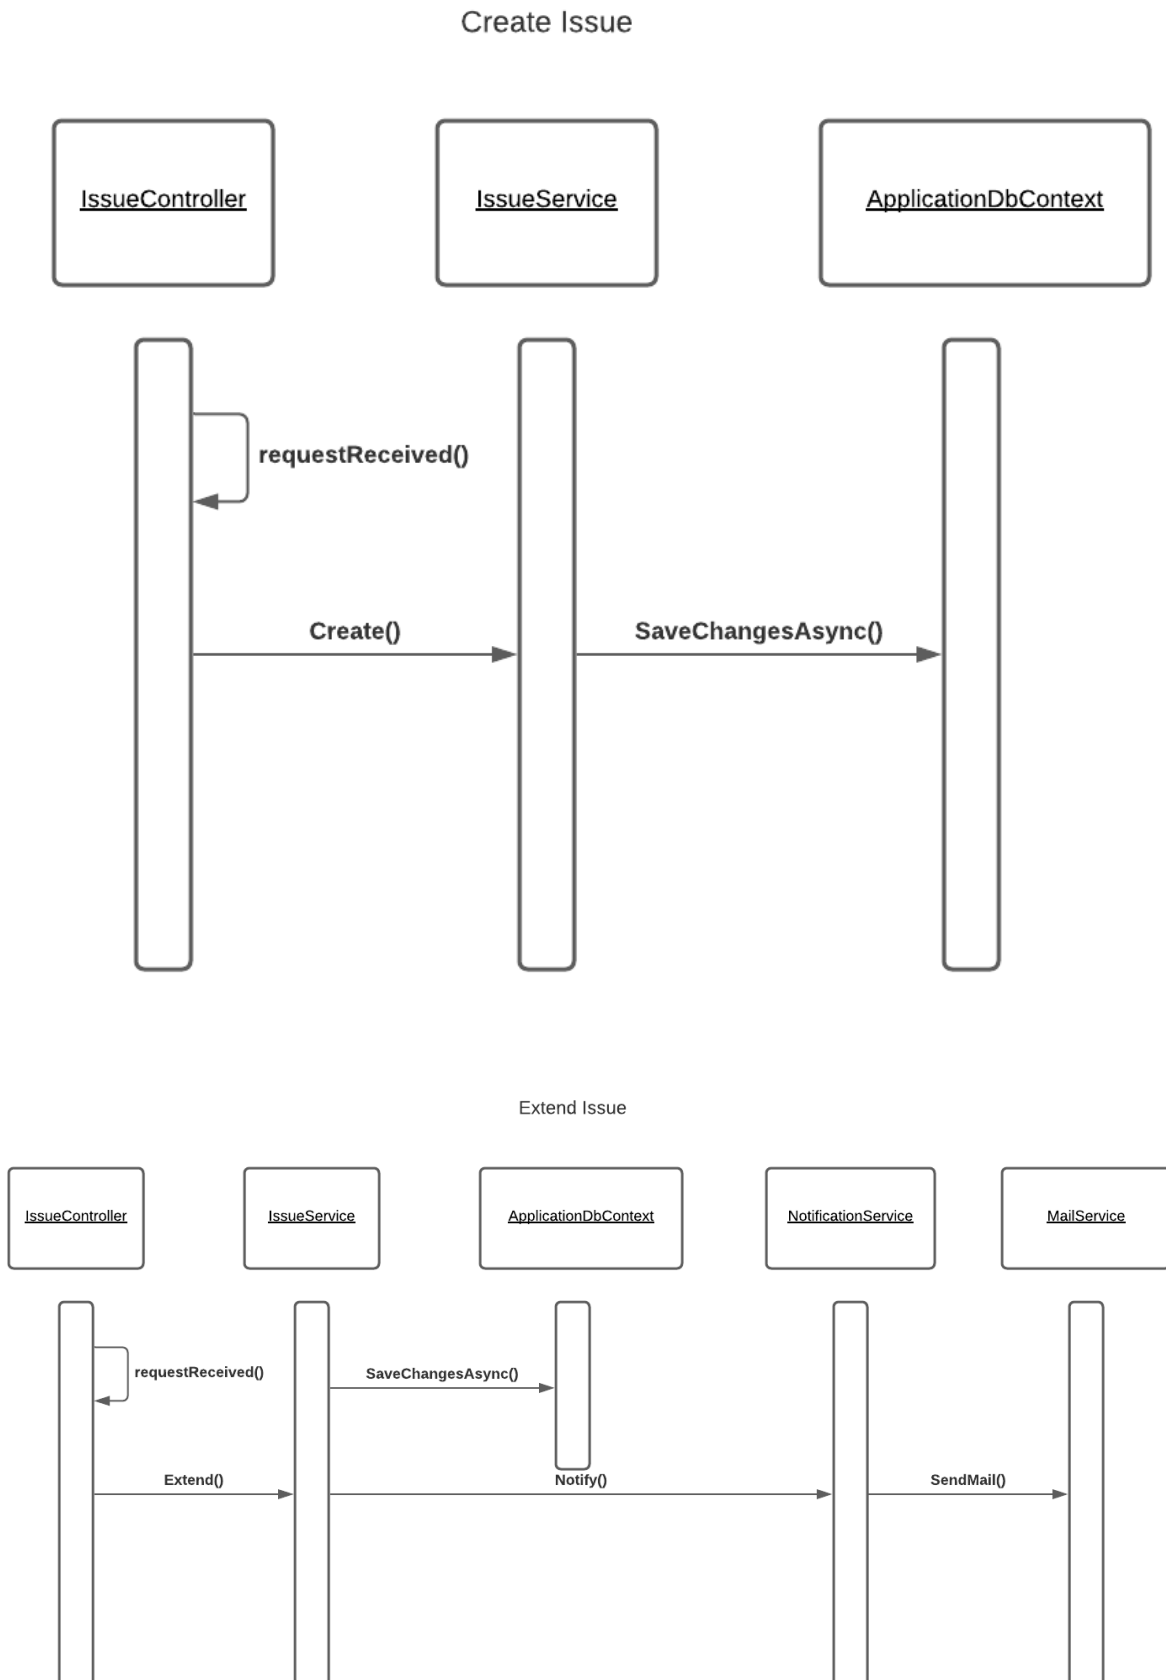 Create Issue
IssueController
IssueService
ApplicationDbContext
requestReceived()
Create()
SaveChangesAsync()
Extend Issue
IssueController
IssueService
ApplicationDbContext
NotificationService
MailService
requestReceived()
SaveChangesAsync()
Extend()
Notify()
SendMail()